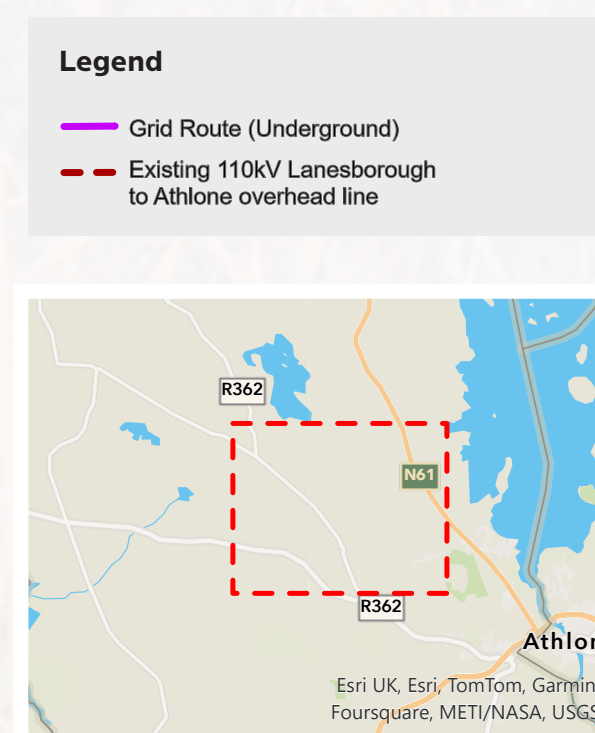 Legend
Grid Route (Underground)
Existing 110kV Lanesborough
to Athlone overhead line
R362
N61
R362
Athlo
Esri UK, Esri, TomTom, Garmin
Foursquare, METI/NASA, USGS